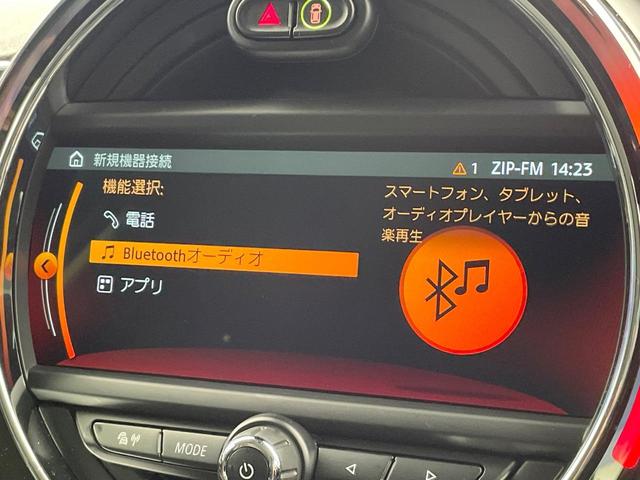 新規機器接続
1 ZIP-FM 14:23
機能選択:
電話
Bluetoothオーディオ
アプリ
スマートフォン、タブレット、
オーディオプレイヤーからの音
楽再生
MODE